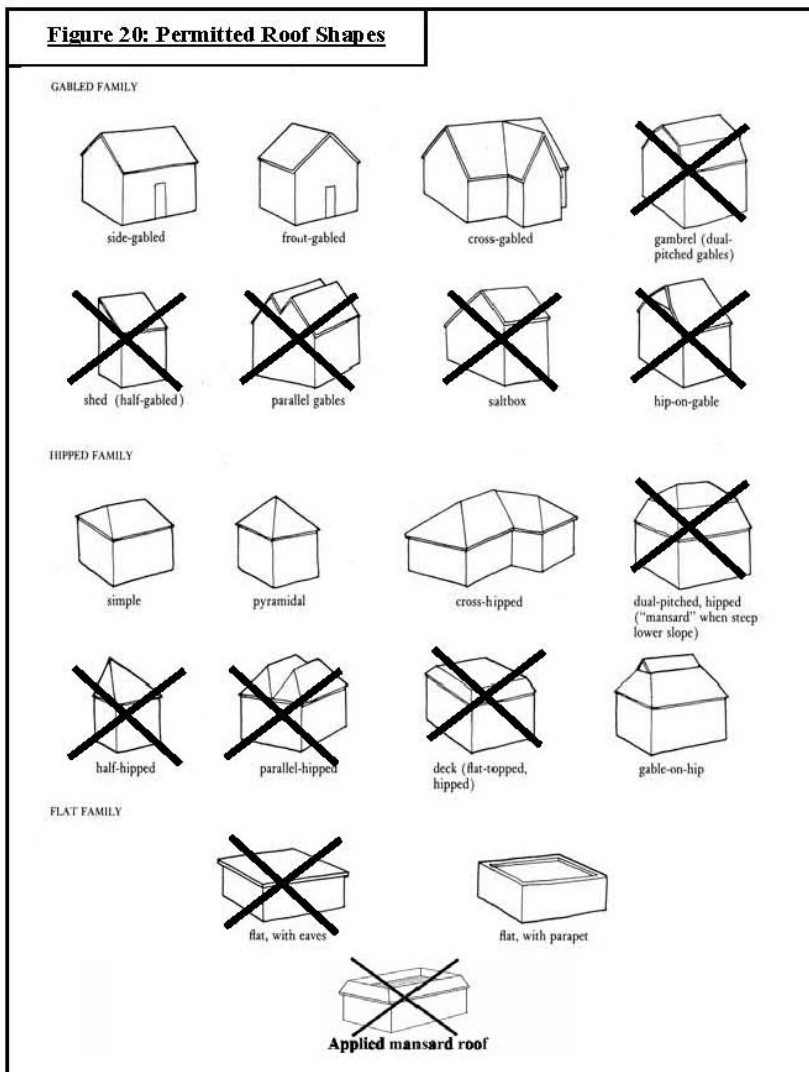 Figure 20: Permitted Roof Shapes
GABLED FAMILY
side-gabled
front-gabled
cross-gabled
gambrel (dual-
pitched gables)
shed (half-gabled)
parallel gables
saltbox
hip-on-gable
HIPPED FAMILY
simple
pyramidal
cross-hipped
dual-pitched, hipped
("mansard" when steep
lower slope)
half-hipped
parallel-hipped
deck (flat-topped,
hipped)
gable-on-hip
FLAT FAMILY
flat, with eaves
flat, with parapet
Applied mansard roof